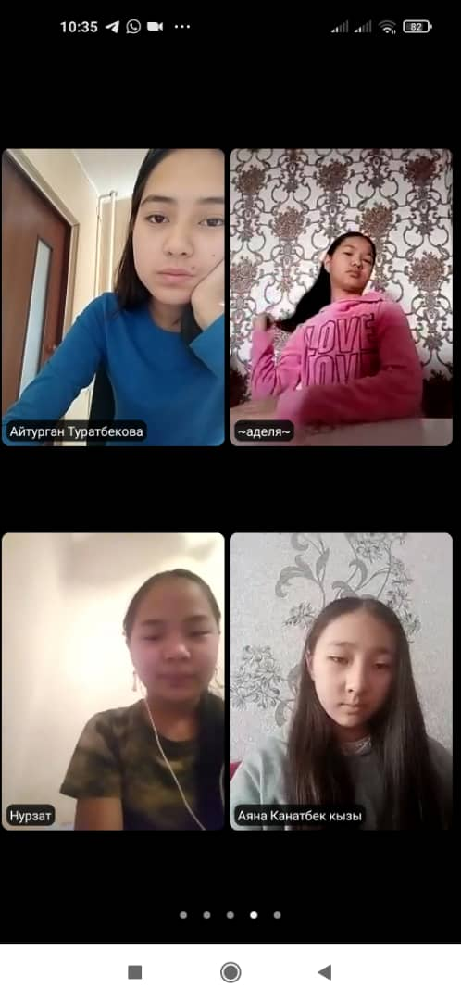 10:35
82
Айтурган Туратбекова
~аделя~
LOVE
LOVE
Нурзат
Аяна Канатбек кызы